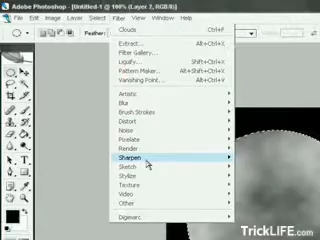 Adobe Photoshop - [Untitled-1 @ 100% (Layer 2, RGB/8)]
File Edit Image Layer Select Filter View Window Help
Feather:
Clouds Ctrl+F
Extract... Alt+Ctrl+X
Filter Gallery...
Liquify... Shift+Ctrl+X
Pattern Maker... Alt+Shift+Ctrl+X
Vanishing Point... Alt+Ctrl+V
Artistic
Blur
Brush Strokes
Distort
Noise
Pixelate
Render
Sharpen
Sketch
Stylize
Texture
Video
Other
Digimarc
TrickLIFE.com